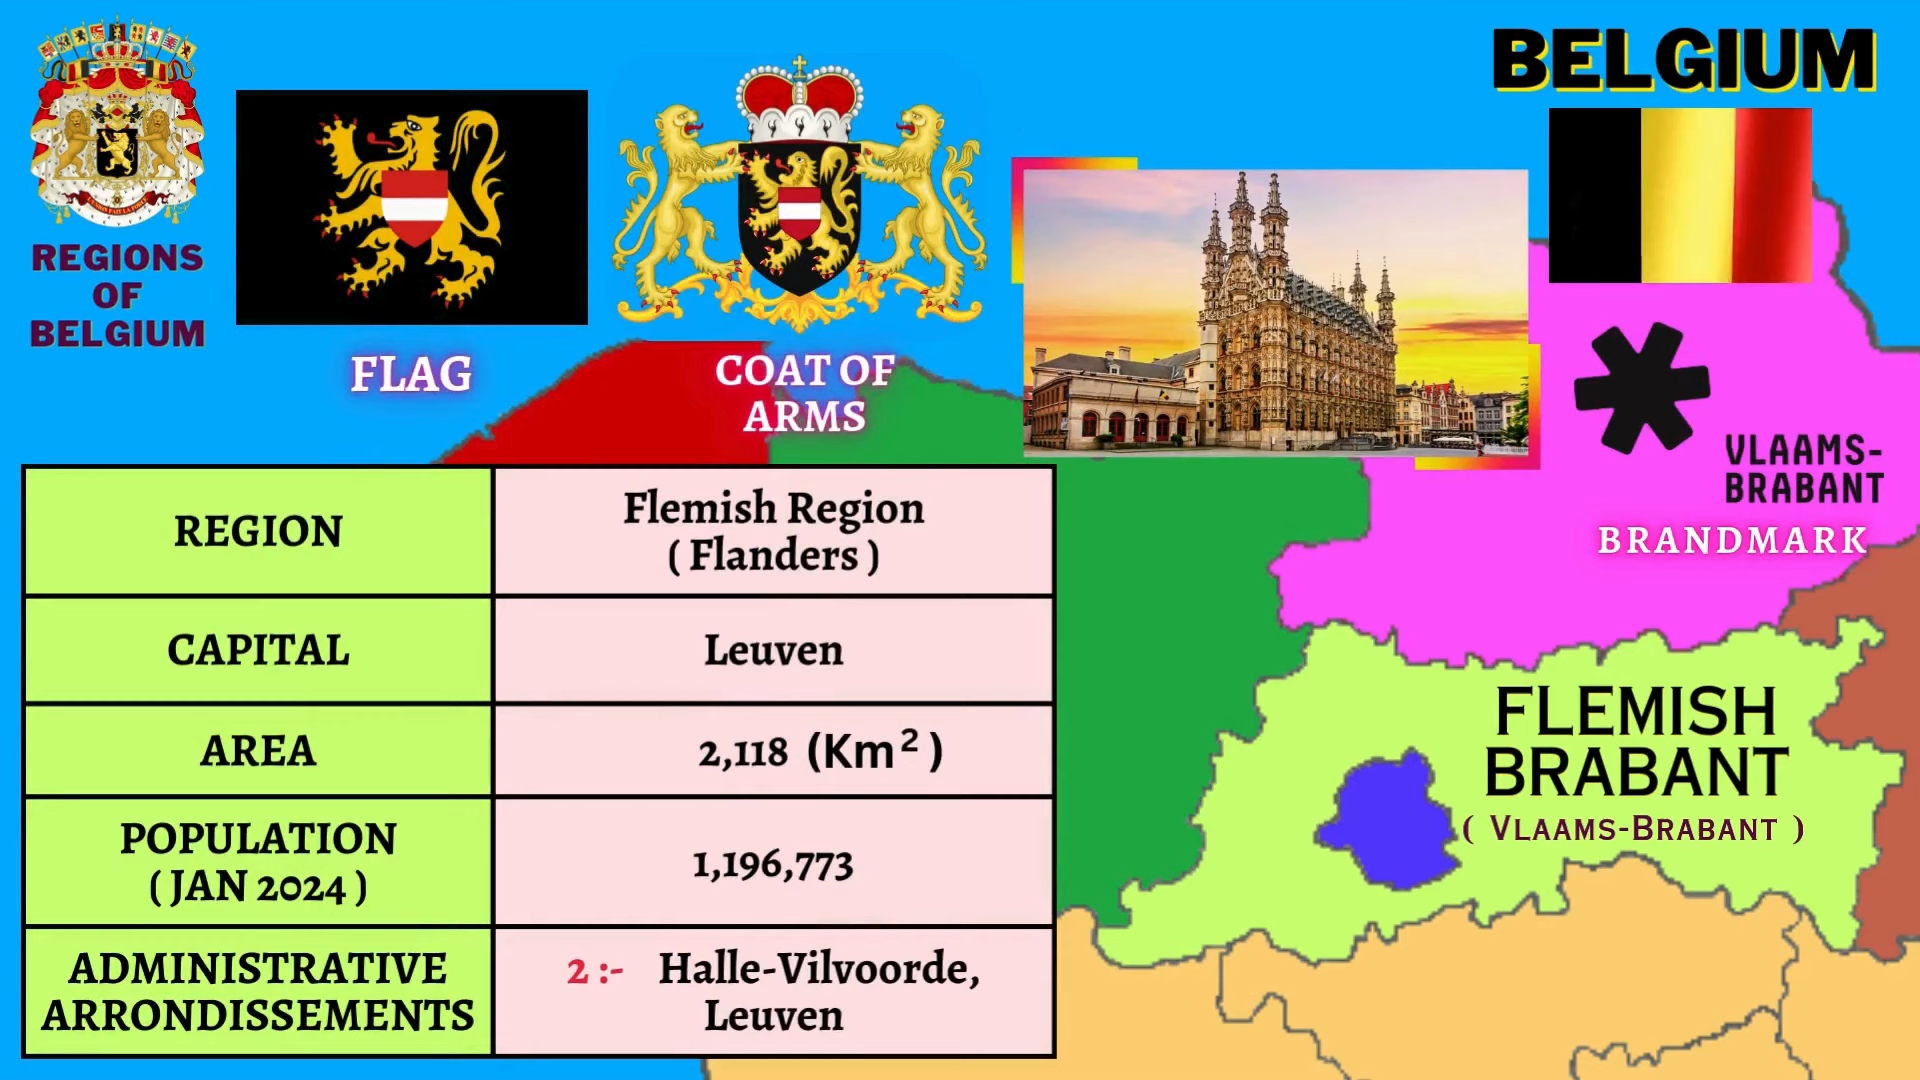 REGIONS
OF
BELGIUM
FLAG
COAT OF
ARMS
BELGIUM
VLAAMS-
BRABANT
BRANDMARK
REGION
Flemish Region
( Flanders )
CAPITAL
Leuven
AREA
2,118 (Km²)
POPULATION
( JAN 2024 )
1,196,773
ADMINISTRATIVE
ARRONDISSEMENTS
2 :- Halle-Vilvoorde,
Leuven
FLEMISH
BRABANT
( VLAAMS-BRABANT )